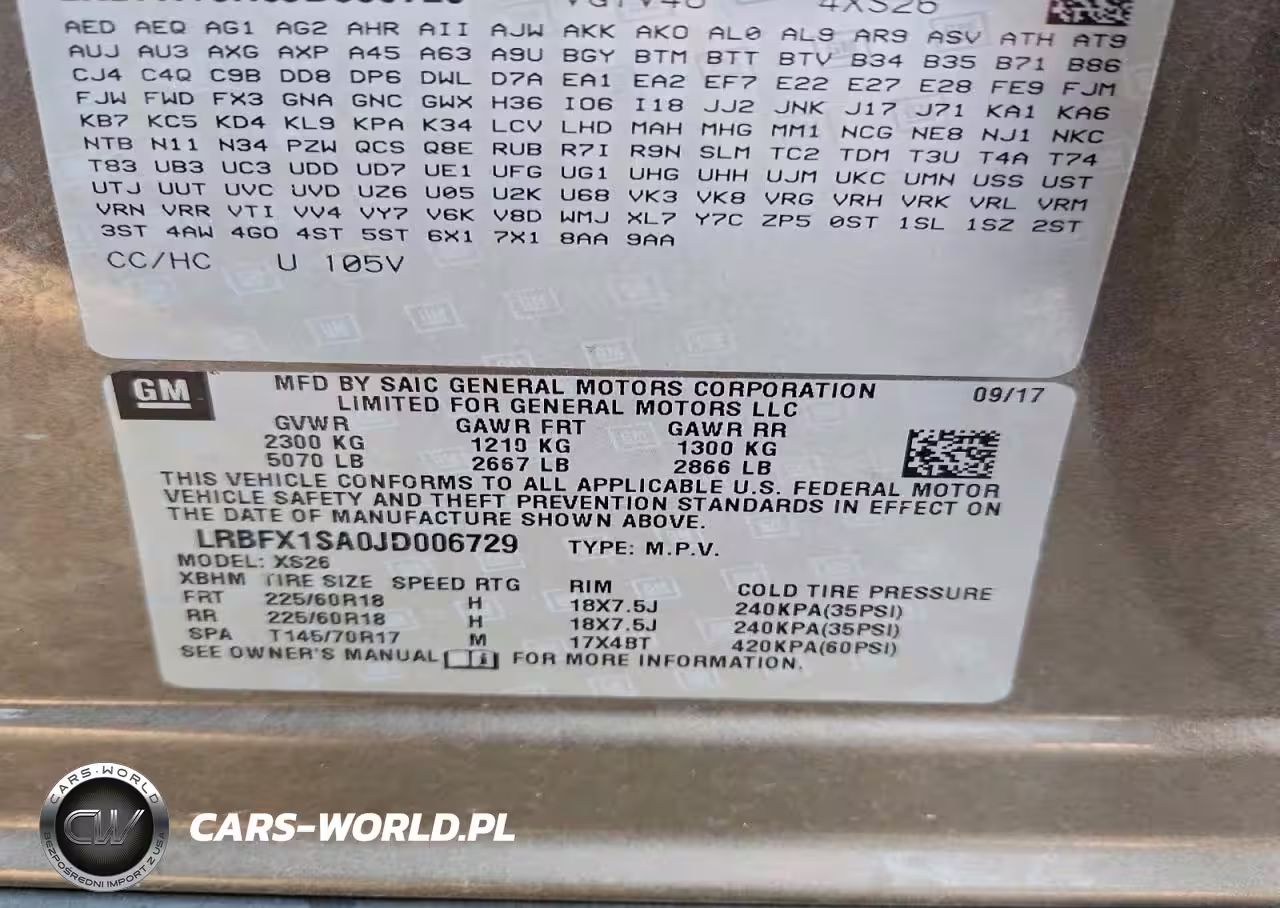 4XS26
AED AEQ AG1 AG2 AHR AII AJW AKK AKO AL0 AL9 AR9 ASV ATH AT9
AUJ AU3 AXG AXP A45 A63 A9U BGY BTM BTT BTV B34 B35 B71 B86
CJ4 C4Q C9B DD8 DP6 DWL D7A EA1 EA2 EF7 E22 E27 E28 FE9 FJM
FJW FWD FX3 GNA GNC GWX H36 IO6 I18 JJ2 JNK J17 J71 KA1 KA6
KB7 KC5 KD4 KL9 KPA K34 LCV LHD MAH MHG MM1 NCG NE8 NJ1 NKC
NTB N11 N34 PZW QCS Q8E RUB R7I R9N SLM TC2 TDM T3U T4A T74
T83 UB3 UC3 UDD UD7 UE1 UFG UG1 UHG UHH UJM UKC UMN USS UST
UTJ UUT UVC UVD UZ6 U05 U2K U68 VK3 VK8 VRG VRH VRK VRL VRM
VRN VRR VTI VV4 VY7 V6K V8D WMJ XL7 Y7C ZP5 0ST 1SL 1SZ 2ST
3ST 4AW 4GO 4ST 5ST 6X1 7X1 8AA 9AA
CC/HC U 105V
GM
MFD BY SAIC GENERAL MOTORS CORPORATION 09/17
LIMITED FOR GENERAL MOTORS LLC
GVWR GAWR FRT GAWR RR
2300 KG 1210 KG 1300 KG
5070 LB 2667 LB 2866 LB
THIS VEHICLE CONFORMS TO ALL APPLICABLE U.S. FEDERAL MOTOR
VEHICLE SAFETY AND THEFT PREVENTION STANDARDS IN EFFECT ON
THE DATE OF MANUFACTURE SHOWN ABOVE.
LRBFX1SA0JD006729 TYPE: M.P.V.
MODEL: XS26
XBHM TIRE SIZE SPEED RTG RIM COLD TIRE PRESSURE
FRT 225/60R18 H 18X7.5J 240KPA(35PSI)
RR 225/60R18 H 18X7.5J 240KPA(35PSI)
SPA T145/70R17 M 17X4BT 420KPA(60PSI)
SEE OWNER'S MANUAL FOR MORE INFORMATION.
CARS-WORLD
CW
BEZPOŚREDNI IMPORT Z USA
CARS-WORLD.PL